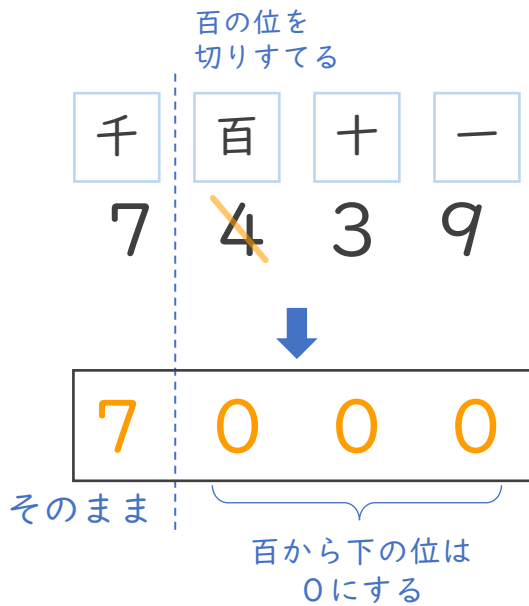 百の位を
切りすてる
千 百 十 一
7 4 3 9
7 0 0 0
そのまま
百から下の位は
0にする